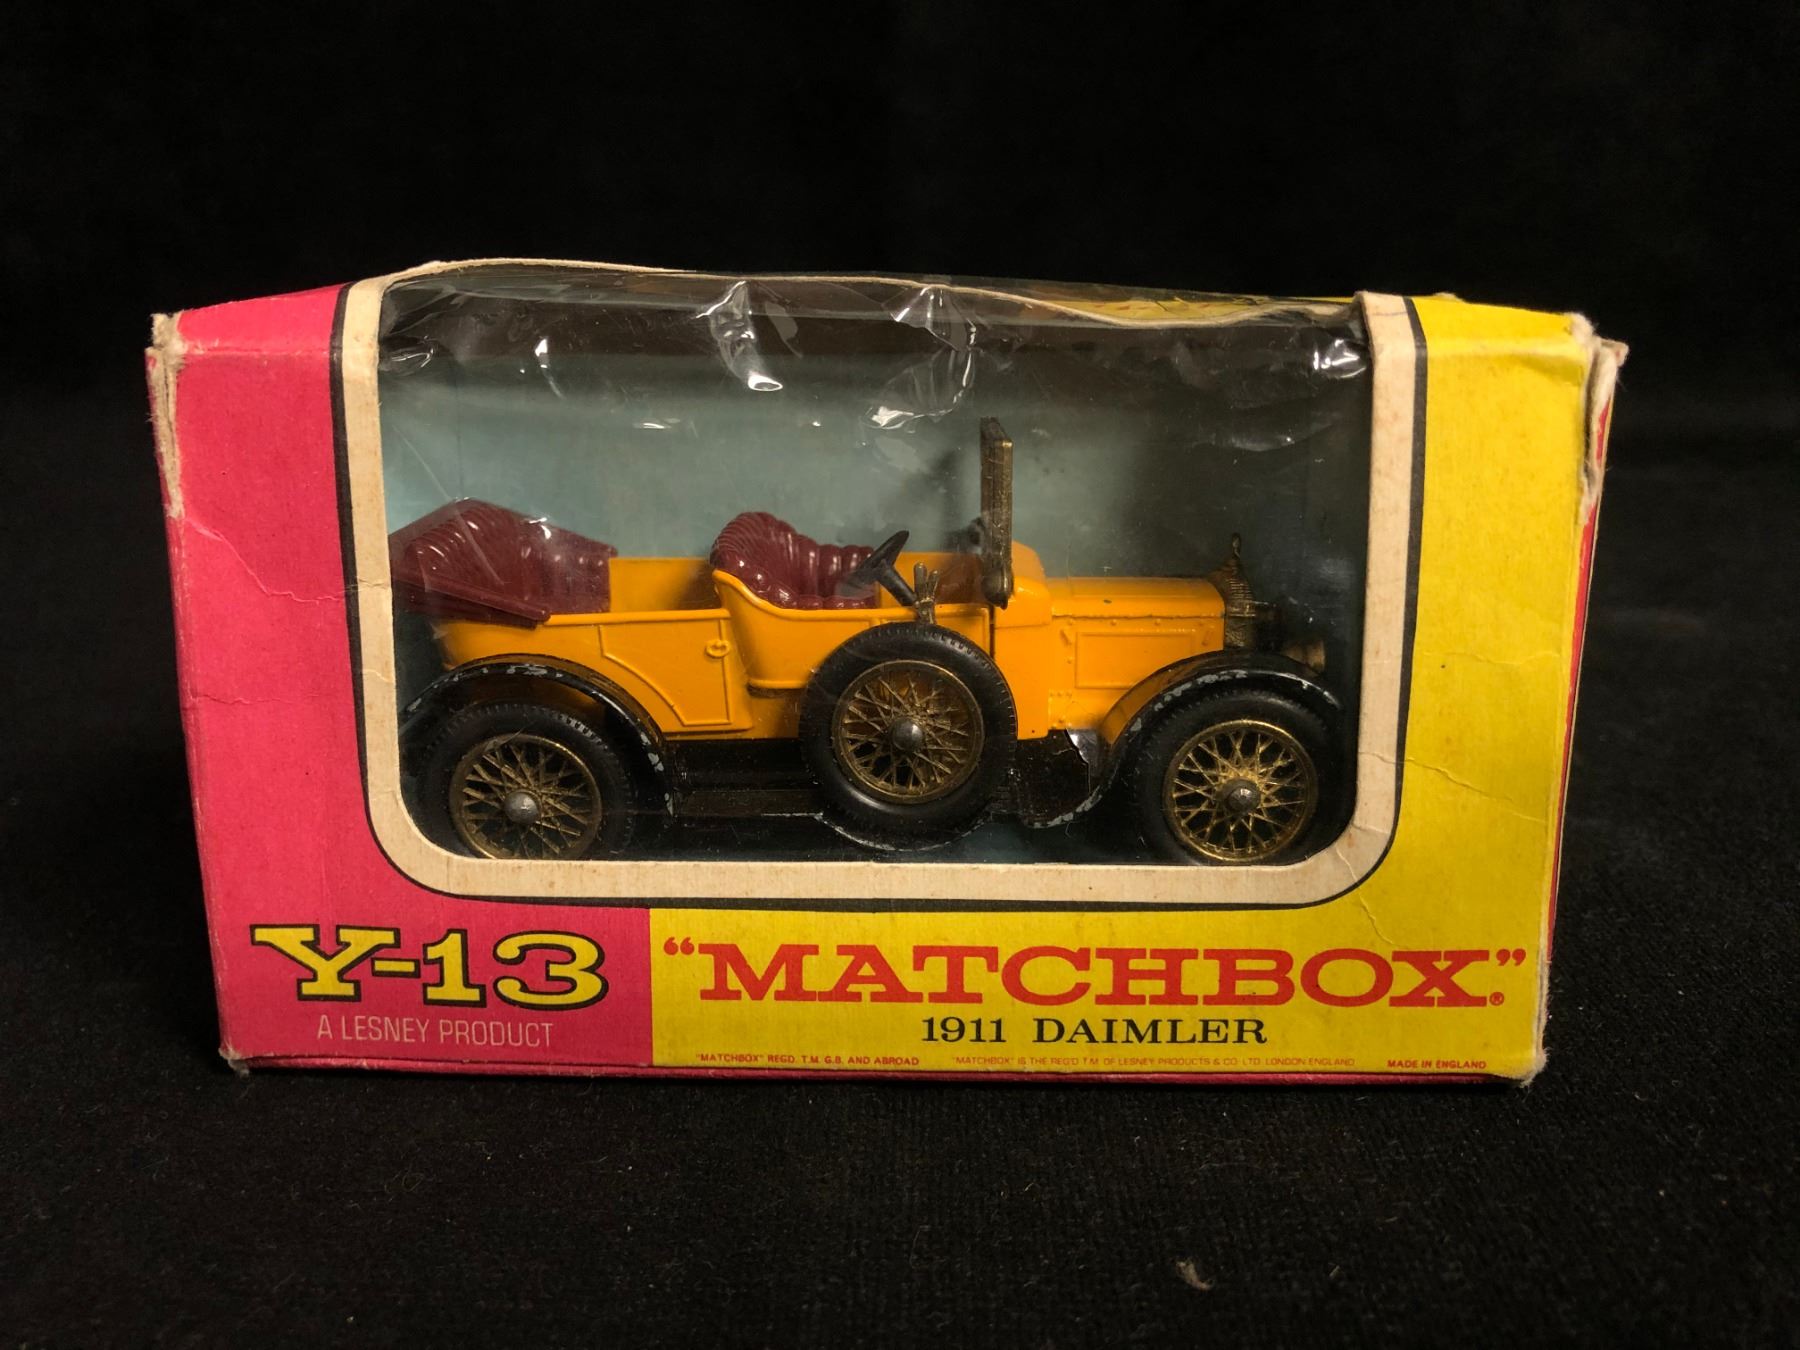 Y-13
A LESNEY PRODUCT
"MATCHBOX"®
1911 DAIMLER
"MATCHBOX" REGD. T.M. G.B. AND ABROAD
"MATCHBOX" IS THE REG'D T.M. OF LESNEY PRODUCTS & CO. LTD. LONDON ENGLAND
MADE IN ENGLAND